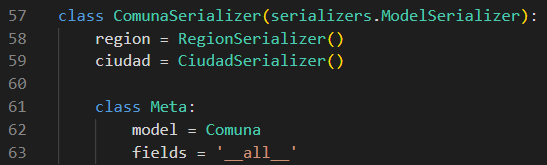 57 class ComunaSerializer(serializers.ModelSerializer):
58     region = RegionSerializer()
59     ciudad = CiudadSerializer()
60
61     class Meta:
62         model = Comuna
63         fields = '__all__'